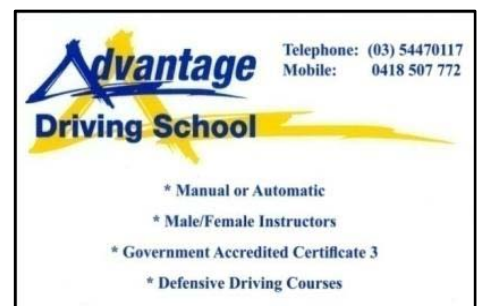 Advantage
Driving School
Telephone: (03) 54470117
Mobile: 0418 507 772
* Manual or Automatic
* Male/Female Instructors
* Government Accredited Certificate 3
* Defensive Driving Courses